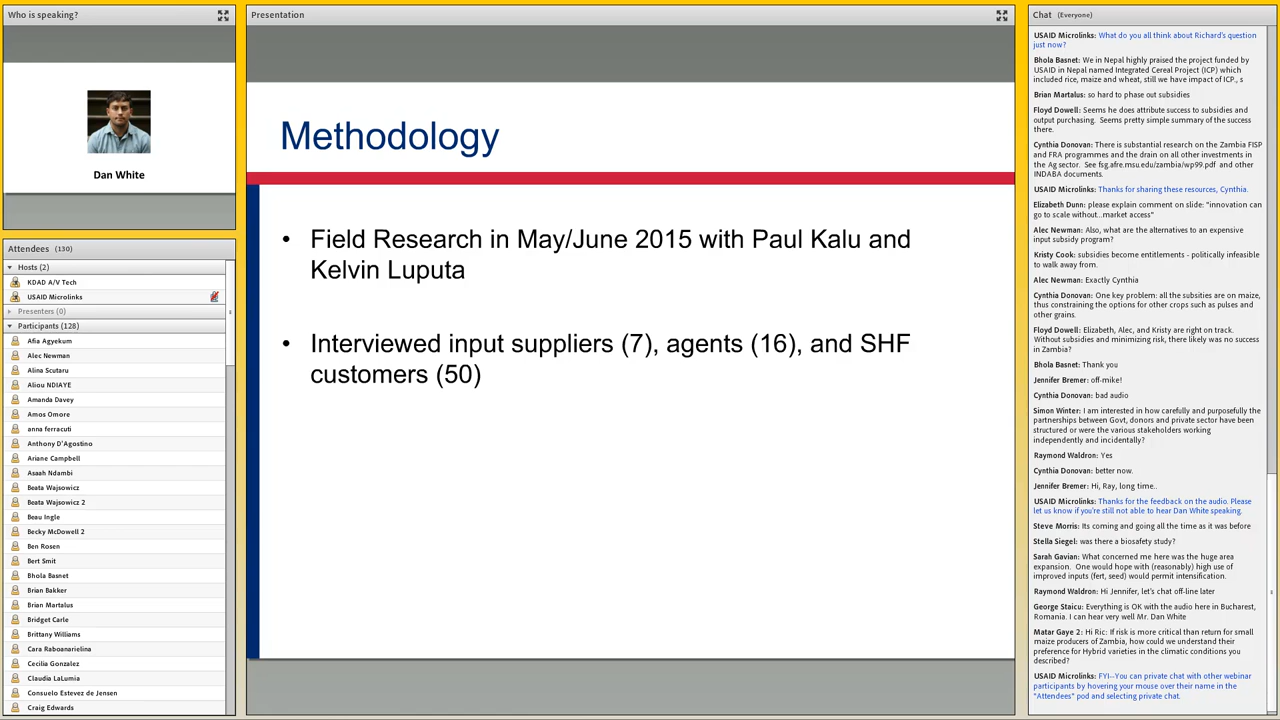 Who is speaking?
Dan White
Attendees (130)
Hosts (2)
KDAD A/V Tech
USAID Microlinks
Presenters (0)
Participants (128)
Afia Agyekum
Alec Newman
Alina Scutaru
Aliou NDIAYE
Amanda Davey
Amos Omore
anna ferracuti
Anthony D'Agostino
Ariane Campbell
Asaah Ndambi
Beata Wajsowicz
Beata Wajsowicz 2
Beau Ingle
Becky McDowell 2
Ben Rosen
Bert Smit
Bhola Basnet
Brian Bakker
Brian Martalus
Bridget Carle
Brittany Williams
Cara Raboanarielina
Cecilia Gonzalez
Claudia LaLumia
Consuelo Estevez de Jensen
Craig Edwards
Presentation
Methodology
• Field Research in May/June 2015 with Paul Kalu and
Kelvin Luputa
• Interviewed input suppliers (7), agents (16), and SHF
customers (50)
Chat (Everyone)
USAID Microlinks: What do you all think about Richard's question
just now?
Bhola Basnet: We in Nepal highly praised the project funded by
USAID in Nepal named Integrated Cereal Project (ICP) which
included rice, maize and wheat, still we have impact of ICP., s
Brian Martalus: so hard to phase out subsidies
Floyd Dowell: Seems he does attribute success to subsidies and
output purchasing. Seems pretty simple summary of the success
there.
Cynthia Donovan: There is substantial research on the Zambia FISP
and FRA programmes and the drain on all other investments in
the Ag sector. See fsg.afre.msu.edu/zambia/wp99.pdf and other
INDABA documents.
USAID Microlinks: Thanks for sharing these resources, Cynthia.
Elizabeth Dunn: please explain comment on slide: "innovation can
go to scale without...market access"
Alec Newman: Also, what are the alternatives to an expensive
input subsidy program?
Kristy Cook: subsidies become entitlements - politically infeasible
to walk away from.
Alec Newman: Exactly Cynthia
Cynthia Donovan: One key problem: all the subsities are on maize,
thus constraining the options for other crops such as pulses and
other grains.
Floyd Dowell: Elizabeth, Alec, and Kristy are right on track.
Without subsidies and minimizing risk, there likely was no success
in Zambia?
Bhola Basnet: Thank you
Jennifer Bremer: off-mike!
Cynthia Donovan: bad audio
Simon Winter: I am interested in how carefully and purposefully the
partnerships between Govt, donors and private sector have been
structured or were the various stakeholders working
independently and incidentally?
Raymond Waldron: Yes
Cynthia Donovan: better now.
Jennifer Bremer: Hi, Ray, long time..
USAID Microlinks: Thanks for the feedback on the audio. Please
let us know if you're still not able to hear Dan White speaking.
Steve Morris: Its coming and going all the time as it was before
Stella Siegel: was there a biosafety study?
Sarah Gavian: What concerned me here was the huge area
expansion. One would hope with (reasonably) high use of
improved inputs (fert, seed) would permit intensification.
Raymond Waldron: Hi Jennifer, let's chat off-line later
George Staicu: Everything is OK with the audio here in Bucharest,
Romania. I can hear very well Mr. Dan White
Matar Gaye 2: Hi Ric: If risk is more critical than return for small
maize producers of Zambia, how could we understand their
preference for Hybrid varieties in the climatic conditions you
described?
USAID Microlinks: FYI--You can private chat with other webinar
participants by hovering your mouse over their name in the
"Attendees" pod and selecting private chat.